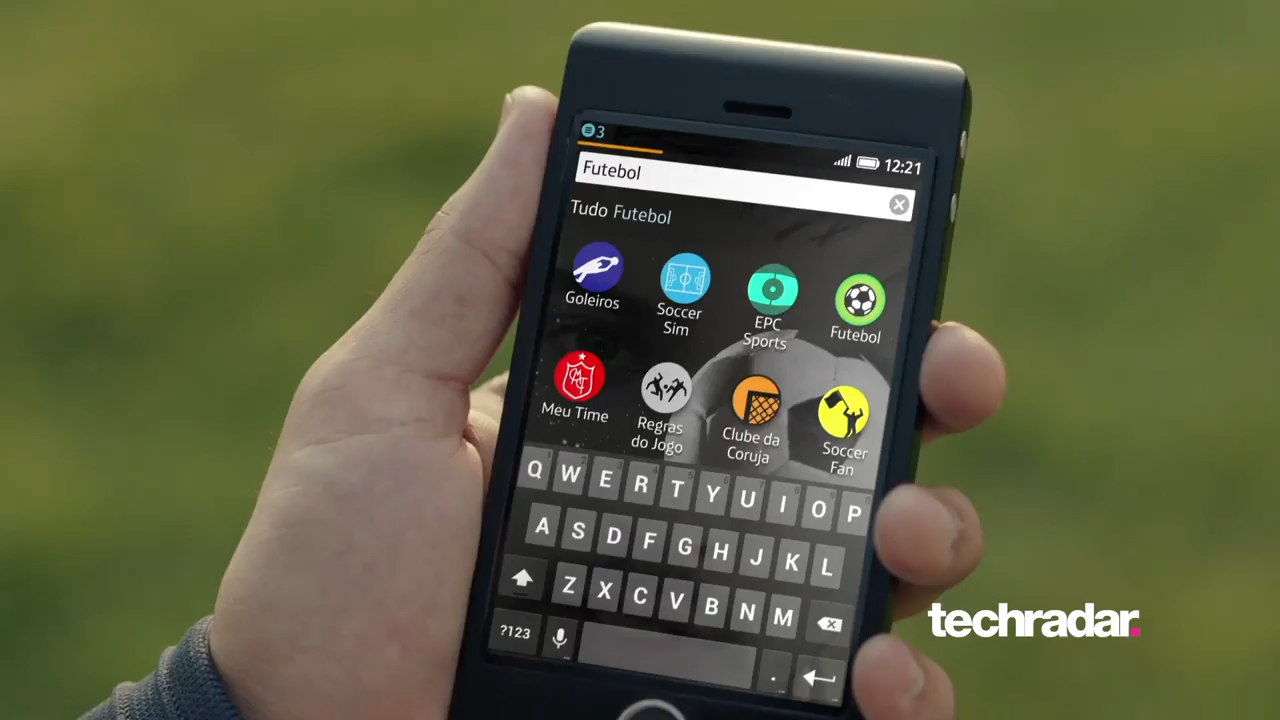 3
12:21
Futebol
Tudo Futebol
Goleiros
Soccer
Sim
EPC
Sports
Futebol
Meu Time
Regras
do Jogo
Clube da
Coruja
Soccer
Fan
Q W E R T Y U I O P
A S D F G H J K L
Z X C V B N M
?123 .
techradar.